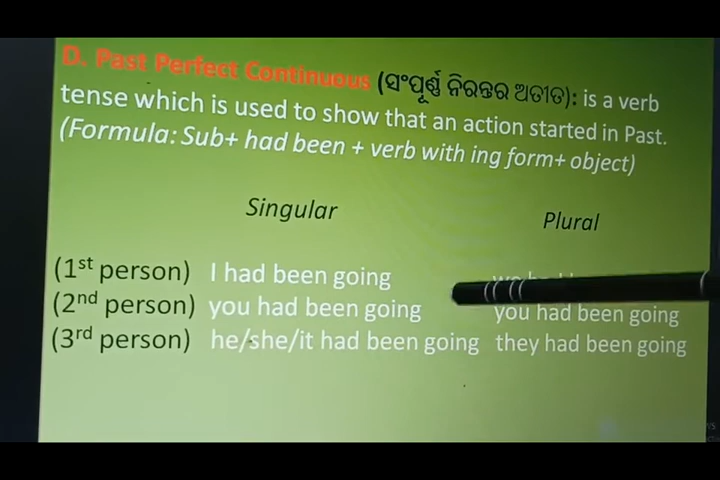 D. Past Perfect Continuous (ସଂପୂର୍ଣ୍ଣ ନିରନ୍ତର ଅତୀତ): is a verb
tense which is used to show that an action started in Past.
(Formula: Sub+ had been + verb with ing form+ object)
Singular Plural
(1st person) I had been going we
(2nd person) you had been going you had been going
(3rd person) he/she/it had been going they had been going